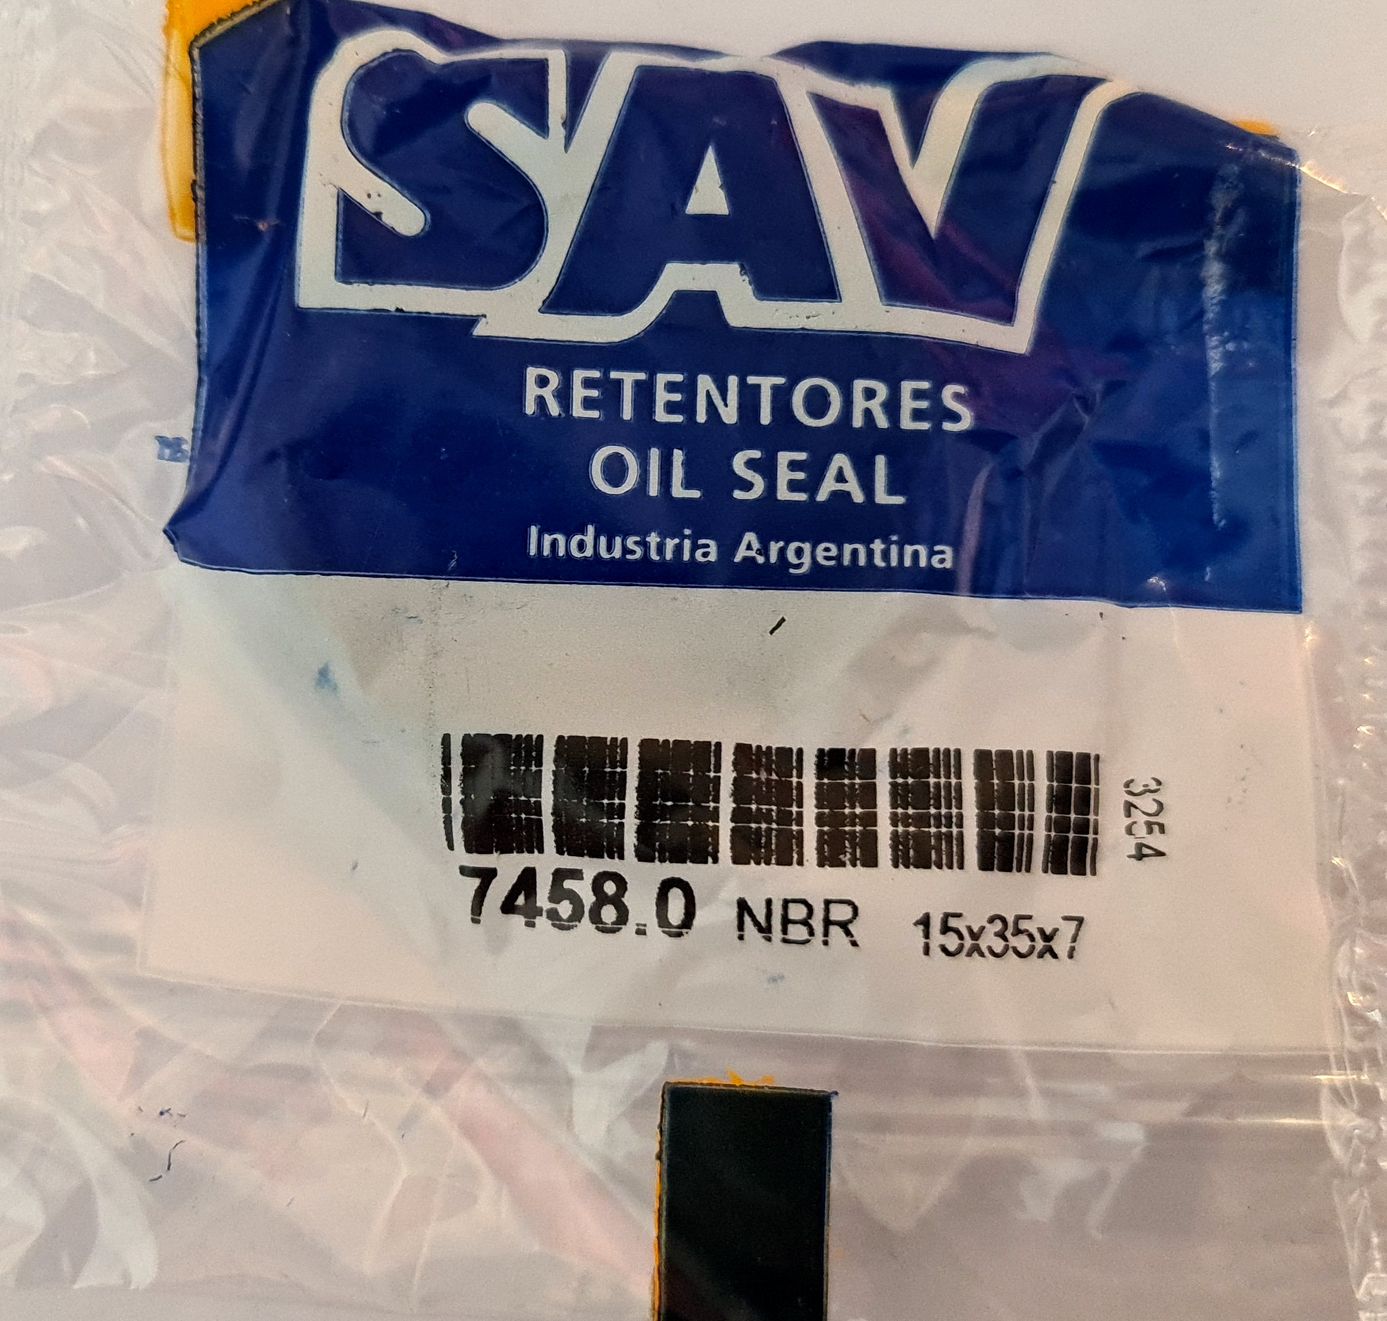 SAV
RETENTORES
OIL SEAL
Industria Argentina
3254
7458.0 NBR 15x35x7